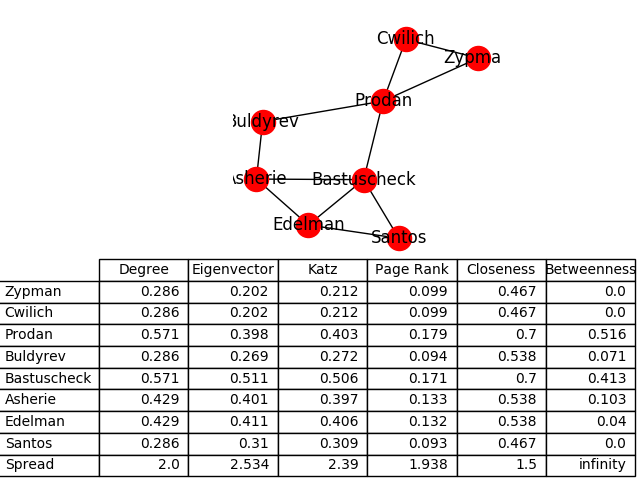 Cwilich
Zypma
Prodan
Buldyrev
Asherie
Bastuscheck
Edelman
Santos
Degree Eigenvector Katz Page Rank Closeness Betweenness
Zypman 0.286 0.202 0.212 0.099 0.467 0.0
Cwilich 0.286 0.202 0.212 0.099 0.467 0.0
Prodan 0.571 0.398 0.403 0.179 0.7 0.516
Buldyrev 0.286 0.269 0.272 0.094 0.538 0.071
Bastuscheck 0.571 0.511 0.506 0.171 0.7 0.413
Asherie 0.429 0.401 0.397 0.133 0.538 0.103
Edelman 0.429 0.411 0.406 0.132 0.538 0.04
Santos 0.286 0.31 0.309 0.093 0.467 0.0
Spread 2.0 2.534 2.39 1.938 1.5 infinity